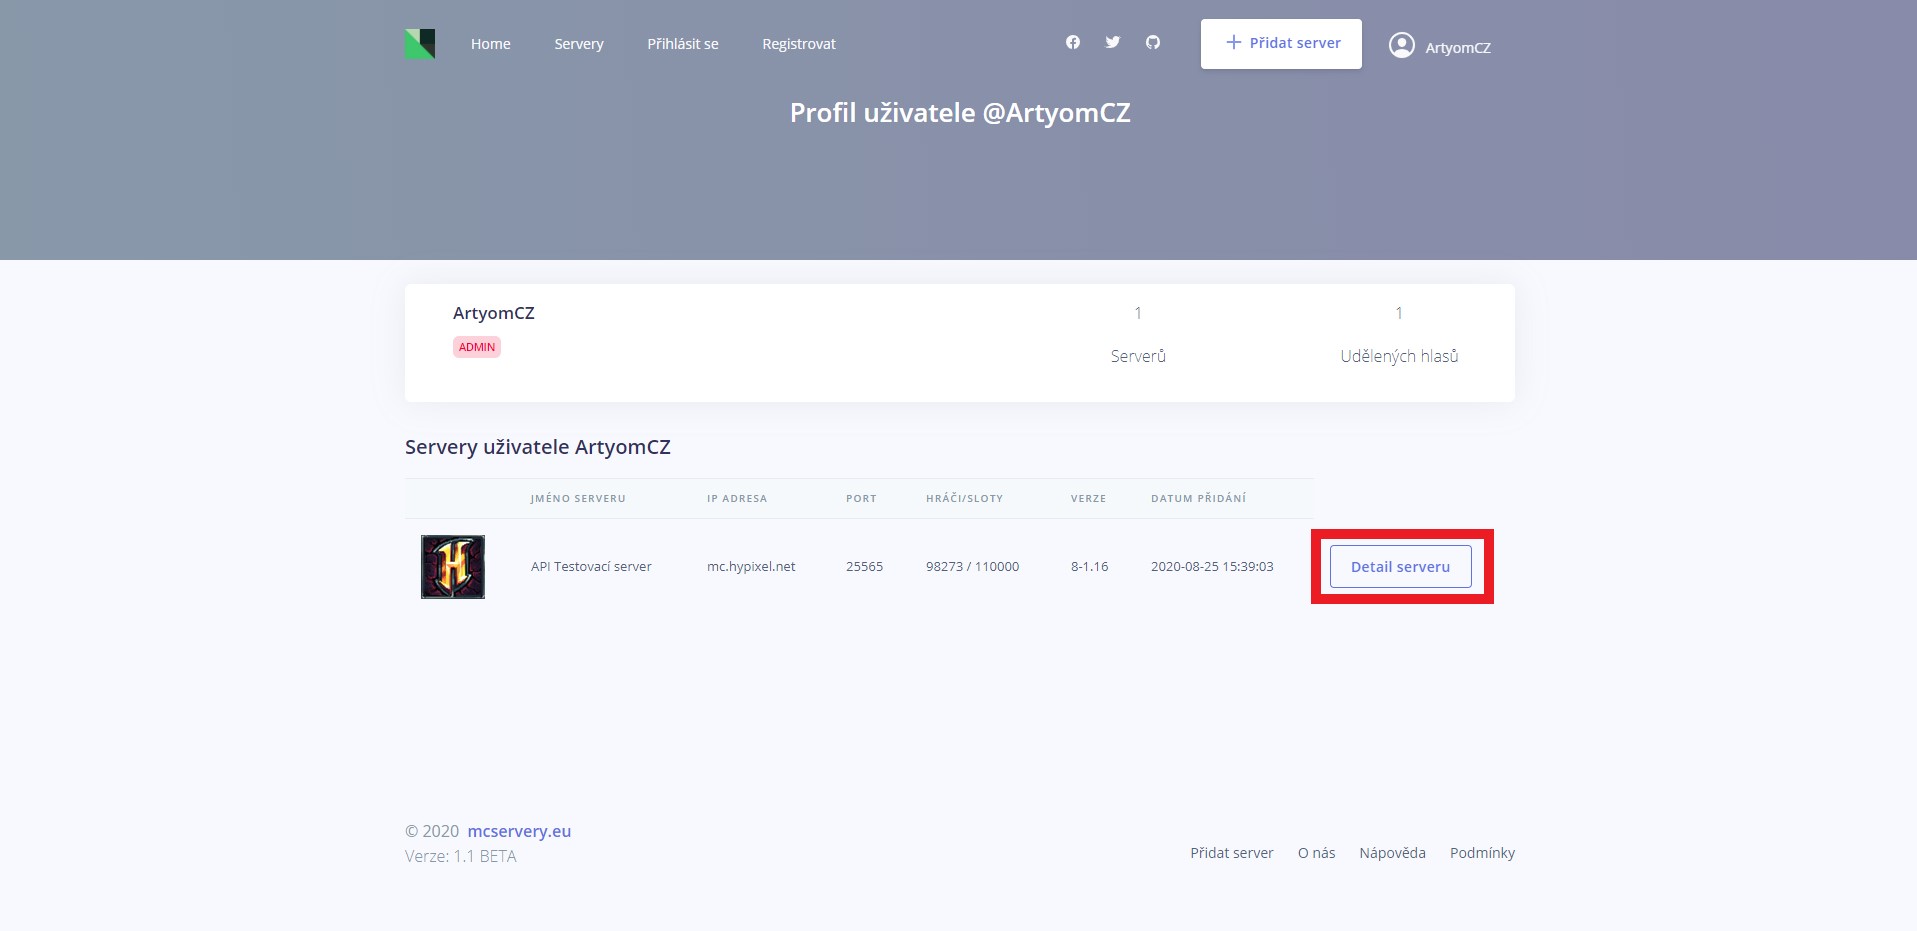 Home Servery Přihlásit se Registrovat Přidat server ArtyomCZ
Profil uživatele @ArtyomCZ
ArtyomCZ 1 1
ADMIN
Serverů Udělených hlasů
Servery uživatele ArtyomCZ
JMÉNO SERVERU IP ADRESA PORT HRÁČI/SLOTY VERZE DATUM PŘIDÁNÍ
H
API Testovací server mc.hypixel.net 25565 98273 / 110000 8-1.16 2020-08-25 15:39:03 Detail serveru
© 2020 mcservery.eu
Verze: 1.1 BETA
Přidat server O nás Nápověda Podmínky